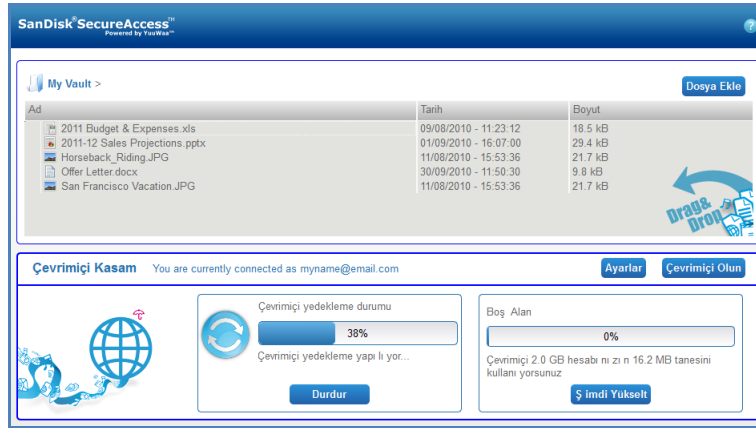 SanDisk®SecureAccess™
Powered by YuuWaa™
?
My Vault >
Dosya Ekle
Ad Tarih Boyut
2011 Budget & Expenses.xls 09/08/2010 - 11:23:12 18.5 kB
2011-12 Sales Projections.pptx 01/09/2010 - 16:07:00 29.4 kB
Horseback_Riding.JPG 11/08/2010 - 15:53:36 21.7 kB
Offer Letter.docx 30/09/2010 - 11:50:30 9.8 kB
San Francisco Vacation.JPG 11/08/2010 - 15:53:36 21.7 kB
Drag&
Drop
Çevrimiçi Kasam You are currently connected as myname@email.com Ayarlar Çevrimiçi Olun
Çevrimiçi yedekleme durumu
38%
Çevrimiçi yedekleme yapı lı yor...
Durdur
Boş Alan
0%
Çevrimiçi 2.0 GB hesabı nı zı n 16.2 MB tanesini
kullanı yorsunuz
Ş imdi Yükselt